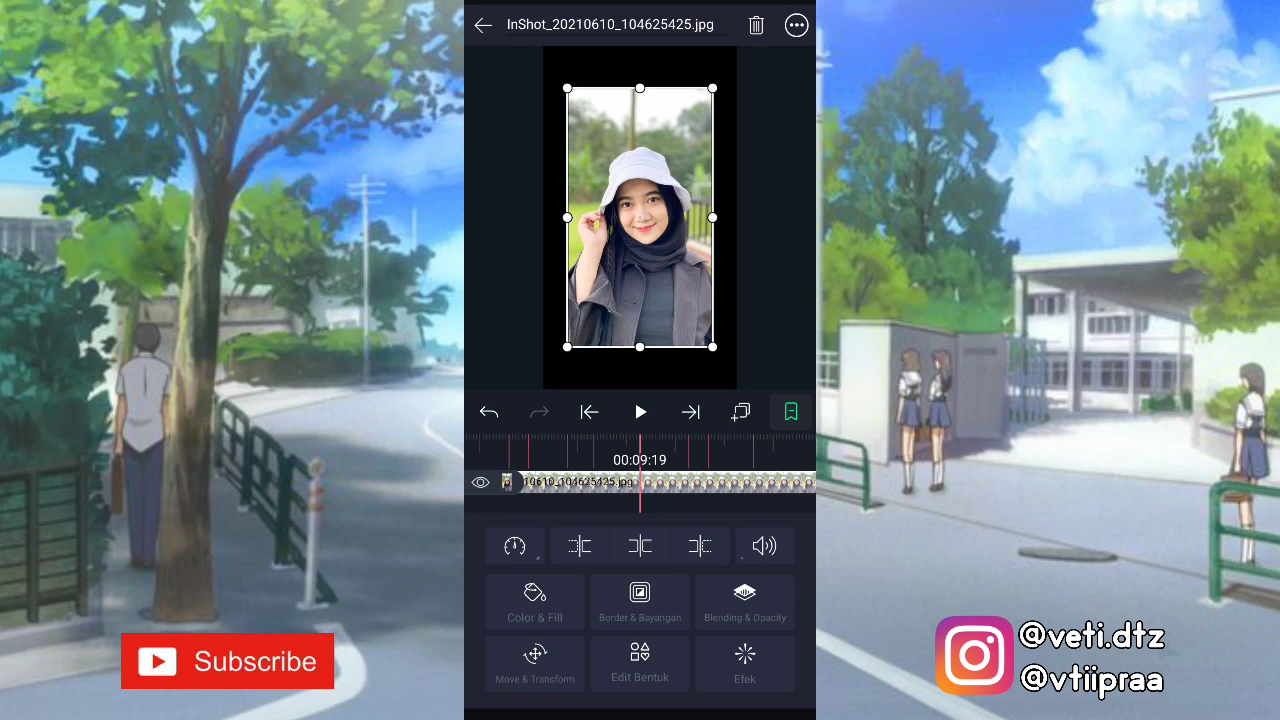 InShot_20210610_104625425.jpg
00:09:19
10610_104625425.jpg
Color & Fill
Border & Bayangan
Blending & Opacity
Move & Transform
Edit Bentuk
Efek
Subscribe
@veti.dtz
@vtiipraa